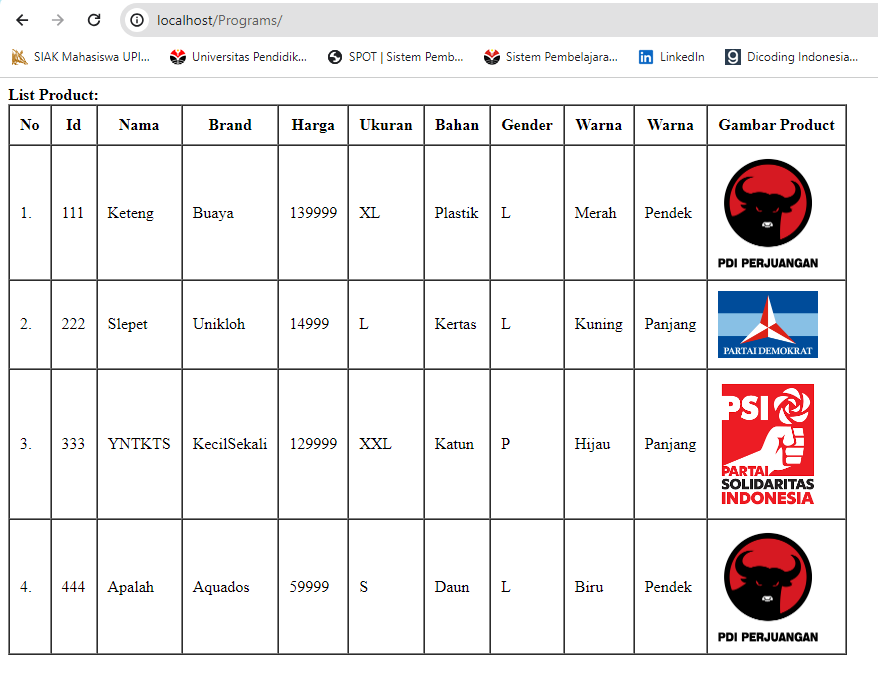 localhost/Programs/
SIAK Mahasiswa UPI... Universitas Pendidik... SPOT | Sistem Pemb... Sistem Pembelajara... LinkedIn Dicoding Indonesia...
List Product:
No Id Nama Brand Harga Ukuran Bahan Gender Warna Warna Gambar Product
1. 111 Keteng Buaya 139999 XL Plastik L Merah Pendek
PDI PERJUANGAN
2. 222 Slepet Unikloh 14999 L Kertas L Kuning Panjang
PARTAI DEMOKRAT
3. 333 YNTKTS KecilSekali 129999 XXL Katun P Hijau Panjang
PSI
PARTAI
SOLIDARITAS
INDONESIA
4. 444 Apalah Aquados 59999 S Daun L Biru Pendek
PDI PERJUANGAN